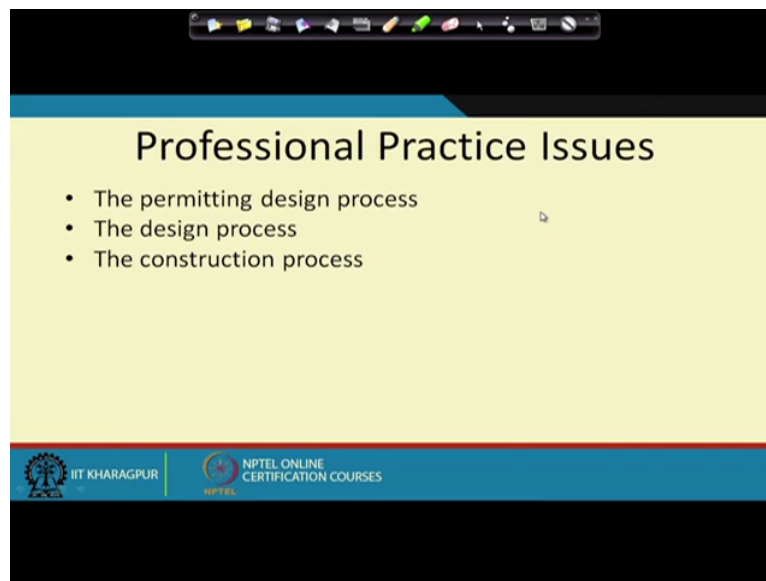 Professional Practice Issues
• The permitting design process
• The design process
• The construction process
IIT KHARAGPUR
NPTEL
NPTEL ONLINE
CERTIFICATION COURSES